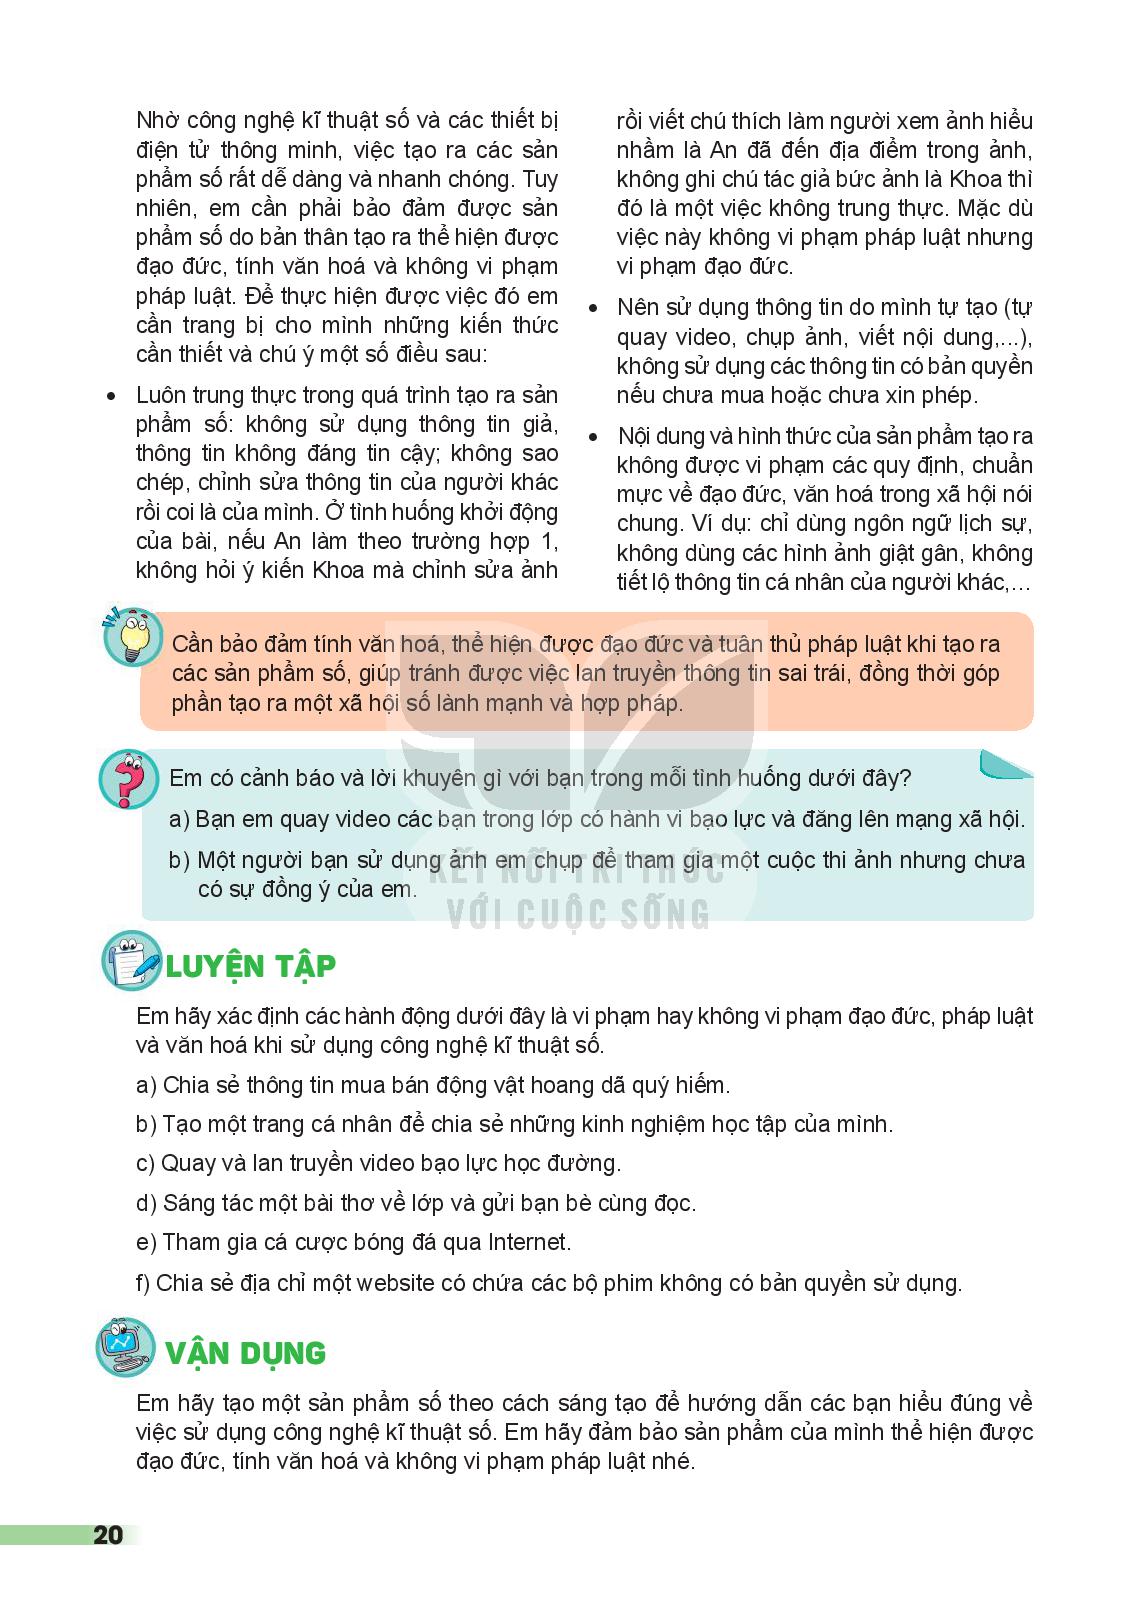 Nhờ công nghệ kĩ thuật số và các thiết bị
điện tử thông minh, việc tạo ra các sản
phẩm số rất dễ dàng và nhanh chóng. Tuy
nhiên, em cần phải bảo đảm được sản
phẩm số do bản thân tạo ra thể hiện được
đạo đức, tính văn hoá và không vi phạm
pháp luật. Để thực hiện được việc đó em
cần trang bị cho mình những kiến thức
cần thiết và chú ý một số điều sau:
• Luôn trung thực trong quá trình tạo ra sản
phẩm số: không sử dụng thông tin giả,
thông tin không đáng tin cậy; không sao
chép, chỉnh sửa thông tin của người khác
rồi coi là của mình. Ở tình huống khởi động
của bài, nếu An làm theo trường hợp 1,
không hỏi ý kiến Khoa mà chỉnh sửa ảnh
rồi viết chú thích làm người xem ảnh hiểu
nhầm là An đã đến địa điểm trong ảnh,
không ghi chú tác giả bức ảnh là Khoa thì
đó là một việc không trung thực. Mặc dù
việc này không vi phạm pháp luật nhưng
vi phạm đạo đức.
• Nên sử dụng thông tin do mình tự tạo (tự
quay video, chụp ảnh, viết nội dung,...),
không sử dụng các thông tin có bản quyền
nếu chưa mua hoặc chưa xin phép.
• Nội dung và hình thức của sản phẩm tạo ra
không được vi phạm các quy định, chuẩn
mực về đạo đức, văn hoá trong xã hội nói
chung. Ví dụ: chỉ dùng ngôn ngữ lịch sự,
không dùng các hình ảnh giật gân, không
tiết lộ thông tin cá nhân của người khác,...
Cần bảo đảm tính văn hoá, thể hiện được đạo đức và tuân thủ pháp luật khi tạo ra
các sản phẩm số, giúp tránh được việc lan truyền thông tin sai trái, đồng thời góp
phần tạo ra một xã hội số lành mạnh và hợp pháp.
Em có cảnh báo và lời khuyên gì với bạn trong mỗi tình huống dưới đây?
a) Bạn em quay video các bạn trong lớp có hành vi bạo lực và đăng lên mạng xã hội.
b) Một người bạn sử dụng ảnh em chụp để tham gia một cuộc thi ảnh nhưng chưa
có sự đồng ý của em.
KẾT NỐI TRI THỨC
VỚI CUỘC SỐNG
LUYỆN TẬP
Em hãy xác định các hành động dưới đây là vi phạm hay không vi phạm đạo đức, pháp luật
và văn hoá khi sử dụng công nghệ kĩ thuật số.
a) Chia sẻ thông tin mua bán động vật hoang dã quý hiếm.
b) Tạo một trang cá nhân để chia sẻ những kinh nghiệm học tập của mình.
c) Quay và lan truyền video bạo lực học đường.
d) Sáng tác một bài thơ về lớp và gửi bạn bè cùng đọc.
e) Tham gia cá cược bóng đá qua Internet.
f) Chia sẻ địa chỉ một website có chứa các bộ phim không có bản quyền sử dụng.
VẬN DỤNG
Em hãy tạo một sản phẩm số theo cách sáng tạo để hướng dẫn các bạn hiểu đúng về
việc sử dụng công nghệ kĩ thuật số. Em hãy đảm bảo sản phẩm của mình thể hiện được
đạo đức, tính văn hoá và không vi phạm pháp luật nhé.
20